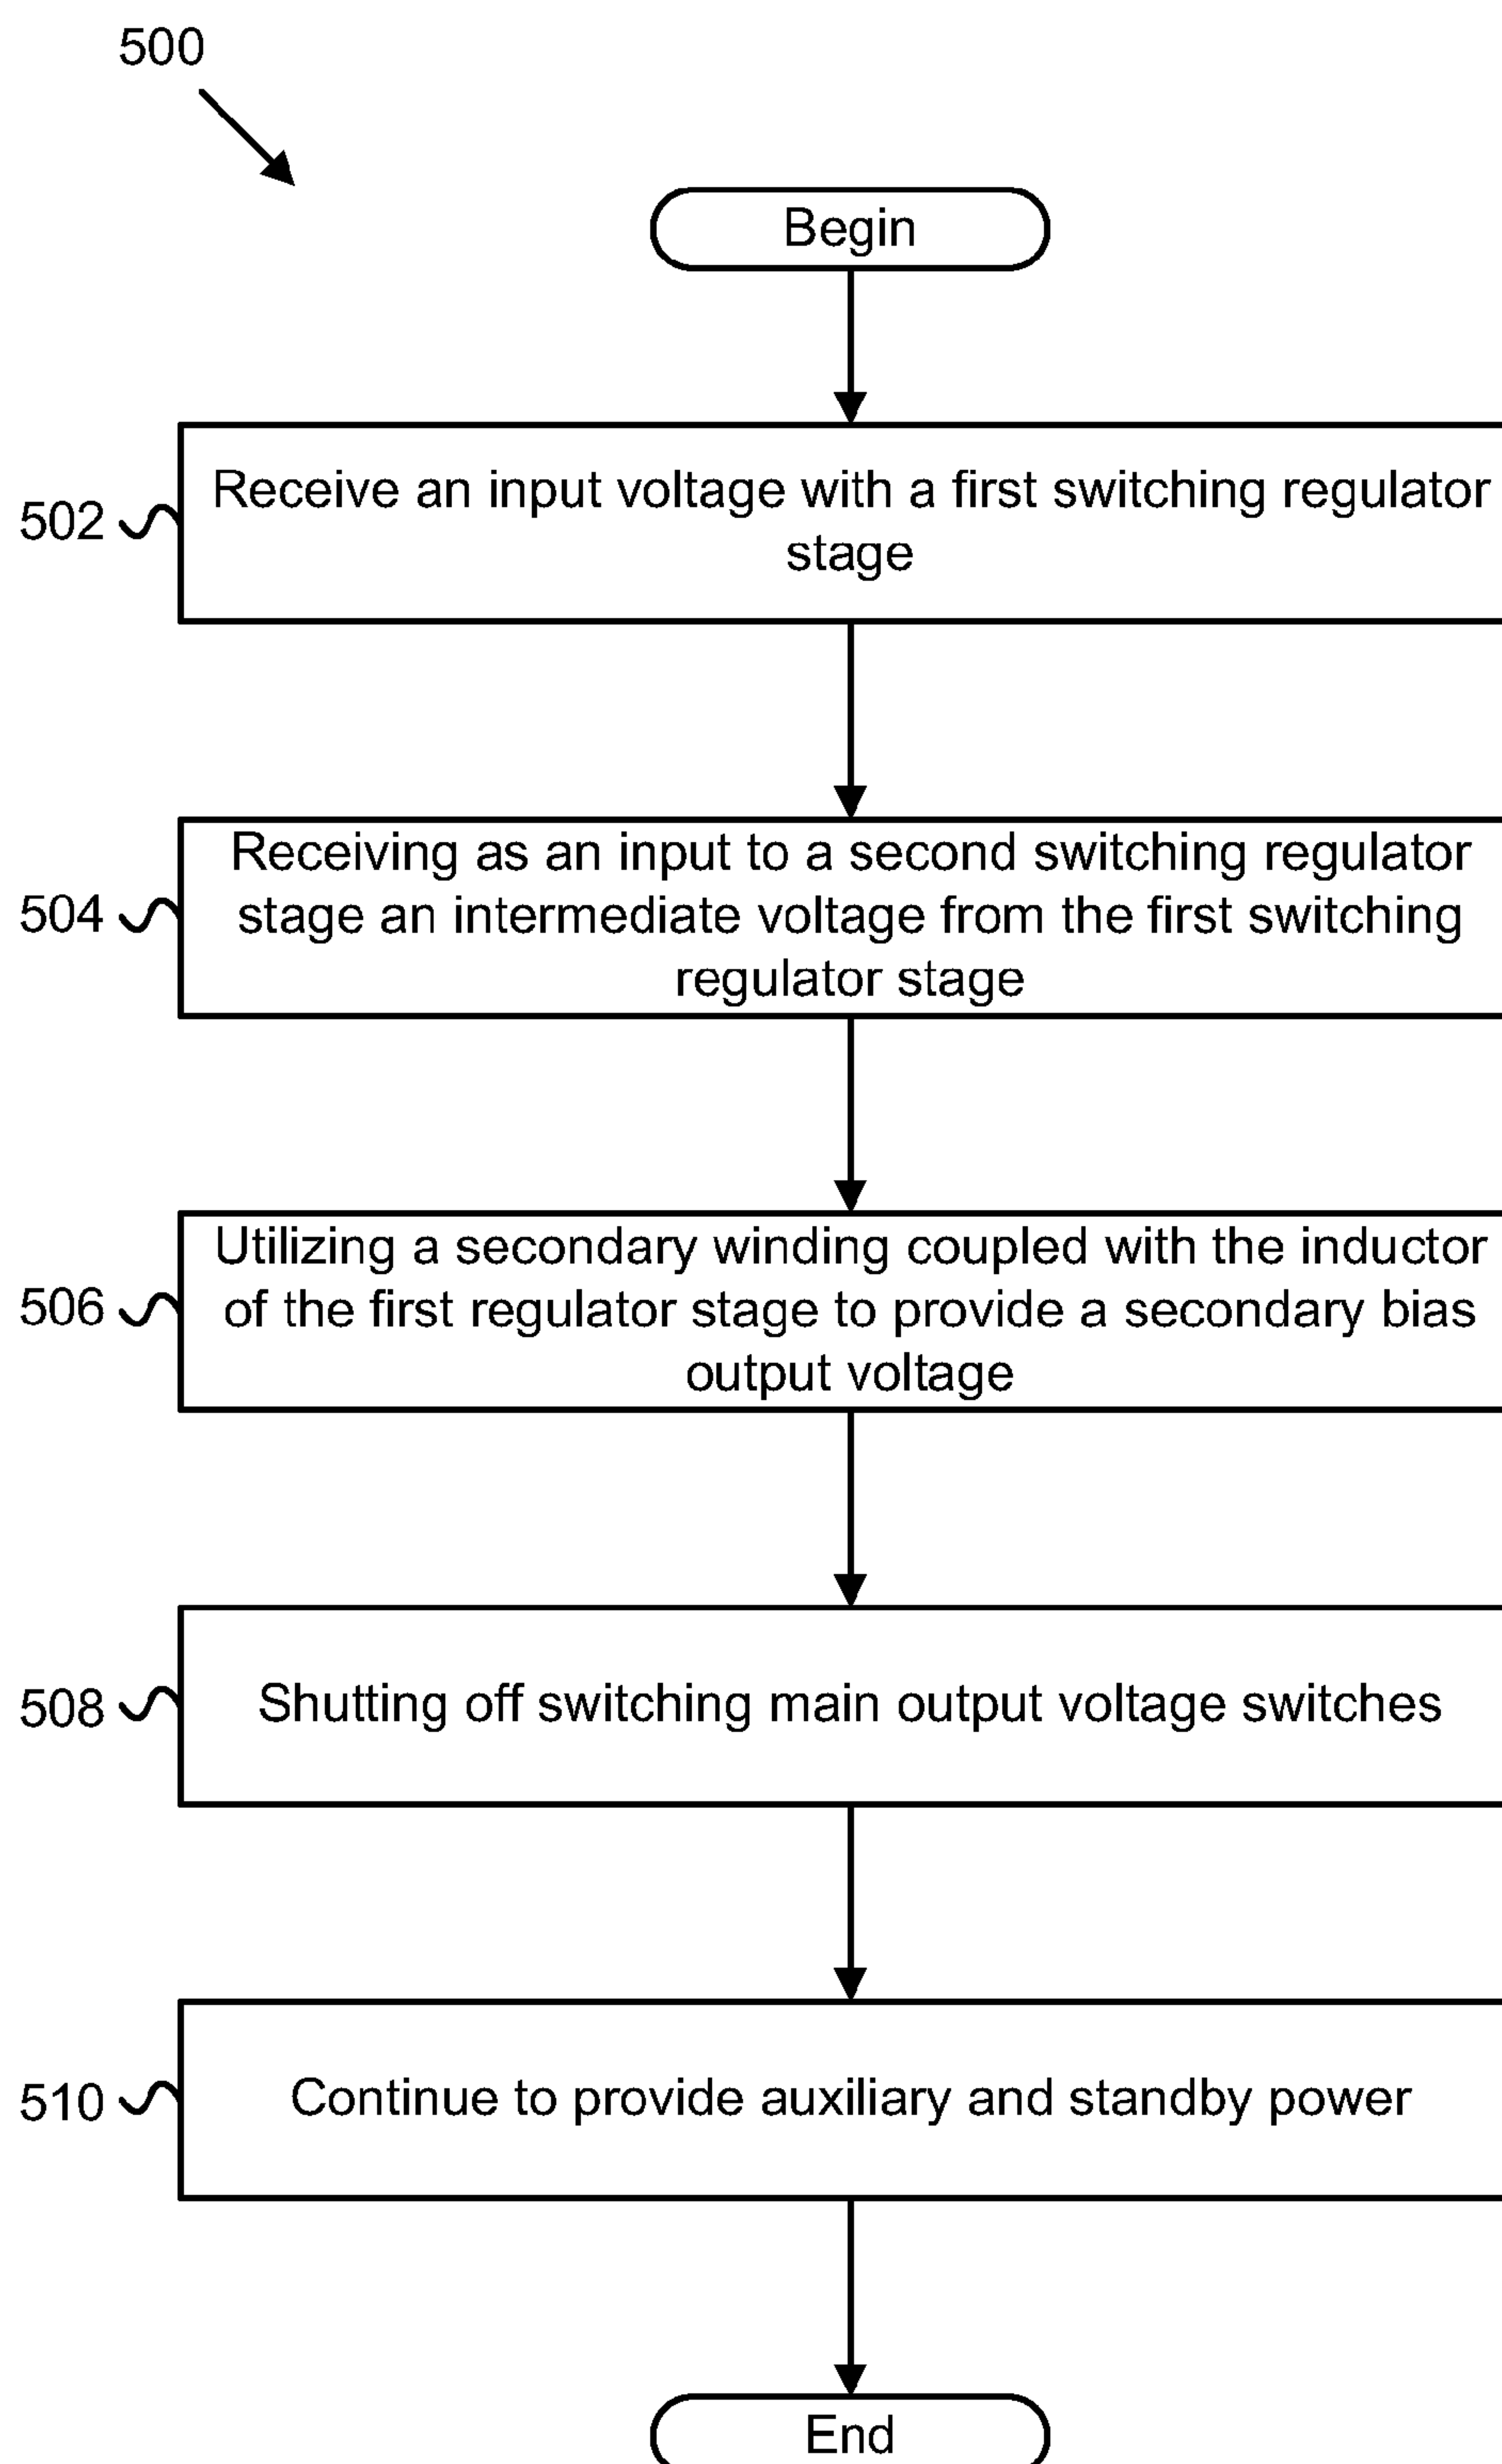 500
Begin
502
Receive an input voltage with a first switching regulator
stage
504
Receiving as an input to a second switching regulator
stage an intermediate voltage from the first switching
regulator stage
506
Utilizing a secondary winding coupled with the inductor
of the first regulator stage to provide a secondary bias
output voltage
508
Shutting off switching main output voltage switches
510
Continue to provide auxiliary and standby power
End